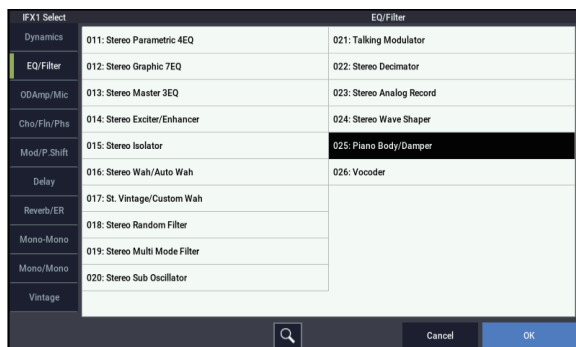 IFX1 Select
EQ/Filter
Dynamics
EQ/Filter
ODAmp/Mic
Cho/Fln/Phs
Mod/P.Shift
Delay
Reverb/ER
Mono-Mono
Mono/Mono
Vintage
011: Stereo Parametric 4EQ
012: Stereo Graphic 7EQ
013: Stereo Master 3EQ
014: Stereo Exciter/Enhancer
015: Stereo Isolator
016: Stereo Wah/Auto Wah
017: St. Vintage/Custom Wah
018: Stereo Random Filter
019: Stereo Multi Mode Filter
020: Stereo Sub Oscillator
021: Talking Modulator
022: Stereo Decimator
023: Stereo Analog Record
024: Stereo Wave Shaper
025: Piano Body/Damper
026: Vocoder
Cancel
OK